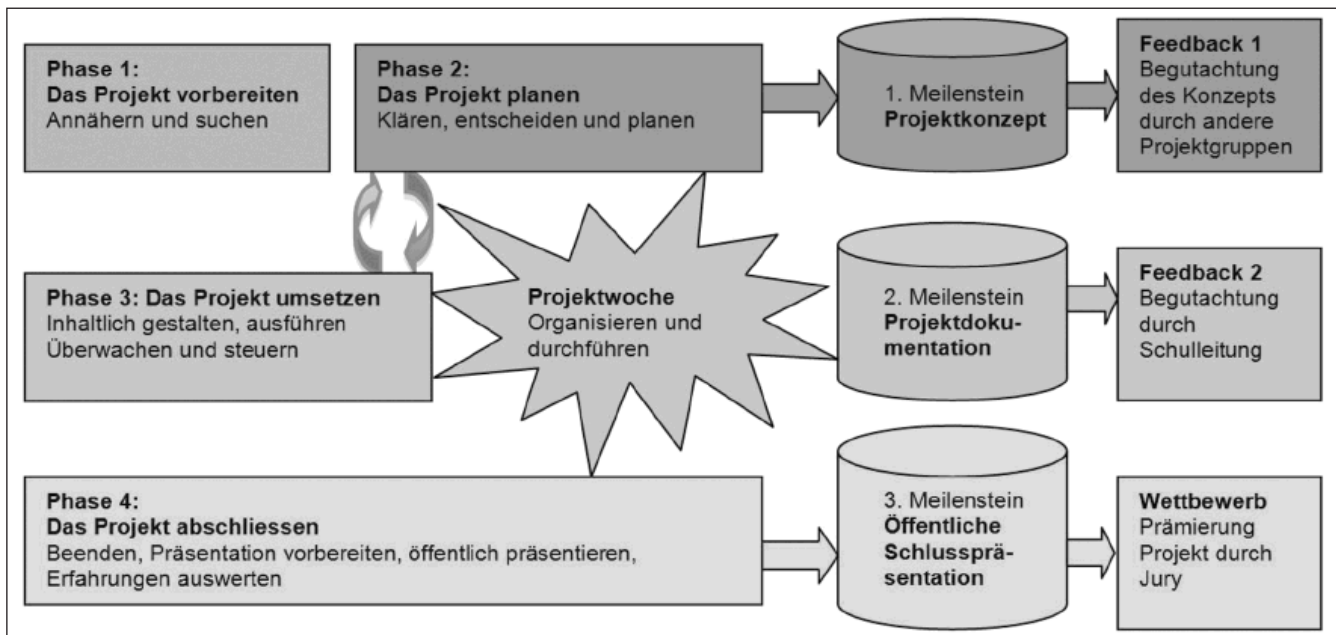 Phase 1:
Das Projekt vorbereiten
Annähern und suchen
Phase 2:
Das Projekt planen
Klären, entscheiden und planen
1. Meilenstein
Projektkonzept
Feedback 1
Begutachtung
des Konzepts
durch andere
Projektgruppen
Phase 3: Das Projekt umsetzen
Inhaltlich gestalten, ausführen
Überwachen und steuern
Projektwoche
Organisieren und
durchführen
2. Meilenstein
Projektdoku-
mentation
Feedback 2
Begutachtung
durch
Schulleitung
Phase 4:
Das Projekt abschliessen
Beenden, Präsentation vorbereiten, öffentlich präsentieren,
Erfahrungen auswerten
3. Meilenstein
Öffentliche
Schlussprä-
sentation
Wettbewerb
Prämierung
Projekt durch
Jury